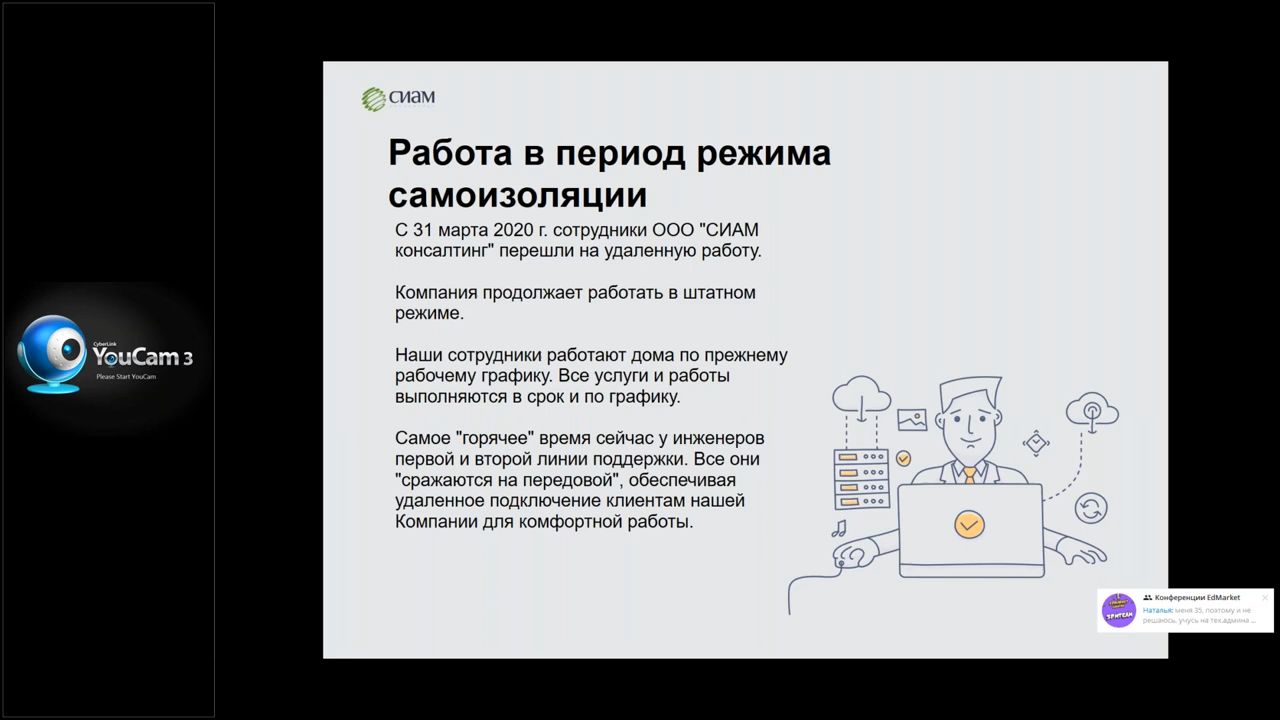 СИАМ
Работа в период режима
самоизоляции
С 31 марта 2020 г. сотрудники ООО "СИАМ
консалтинг" перешли на удаленную работу.
Компания продолжает работать в штатном
режиме.
Наши сотрудники работают дома по прежнему
рабочему графику. Все услуги и работы
выполняются в срок и по графику.
Самое "горячее" время сейчас у инженеров
первой и второй линии поддержки. Все они
"сражаются на передовой", обеспечивая
удаленное подключение клиентам нашей
Компании для комфортной работы.
CyberLink
YouCam 3
Please Start YouCam
Конференции EdMarket
Наталья: меня 35, поэтому и не
решаюсь, учусь на тех.админа ...